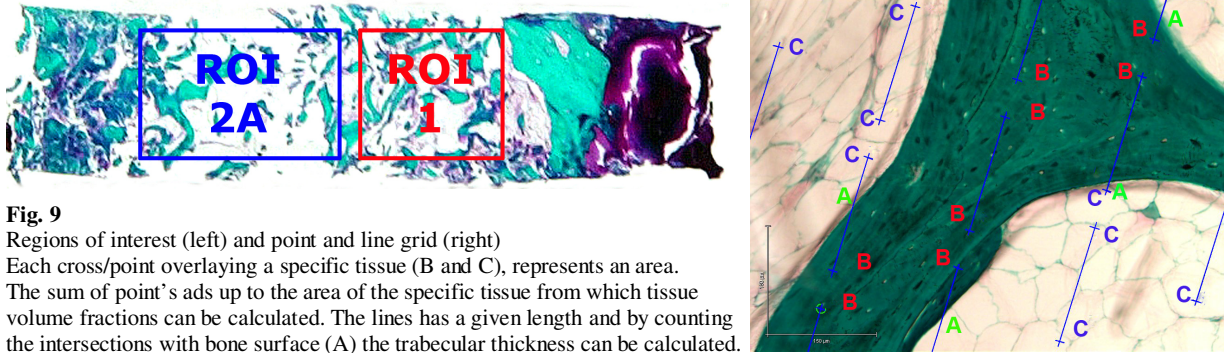 ROI
2A
ROI
1
Fig. 9
Regions of interest (left) and point and line grid (right)
Each cross/point overlaying a specific tissue (B and C), represents an area.
The sum of point's ads up to the area of the specific tissue from which tissue
volume fractions can be calculated. The lines has a given length and by counting
the intersections with bone surface (A) the trabecular thickness can be calculated.
C
B
A
C
B
B
B
C
C
A
C
A
B
C
B
B
B
C
A
C
150 µm